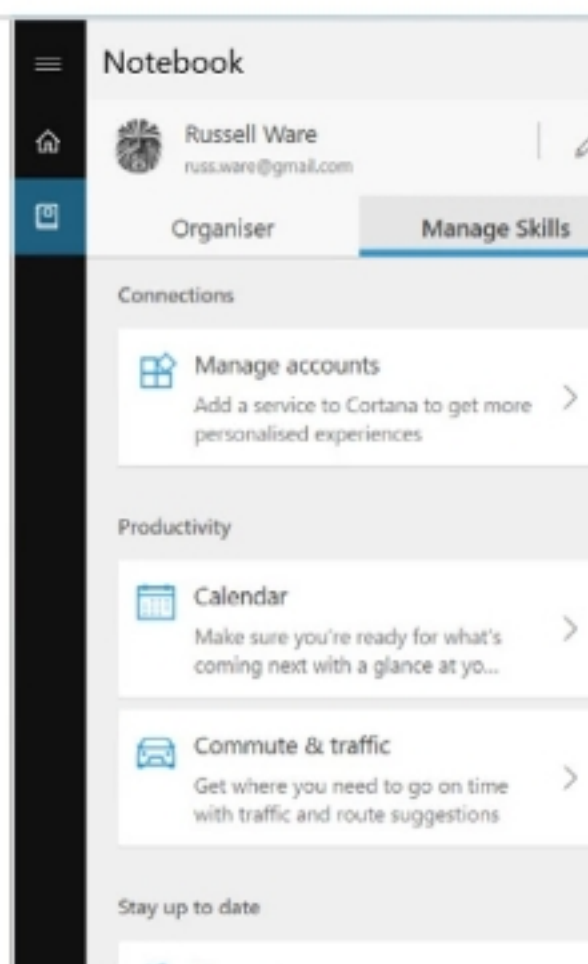 Notebook
Russell Ware
russ.ware@gmail.com
Organiser
Manage Skills
Connections
Manage accounts
Add a service to Cortana to get more
personalised experiences
Productivity
Calendar
Make sure you're ready for what's
coming next with a glance at yo...
Commute & traffic
Get where you need to go on time
with traffic and route suggestions
Stay up to date